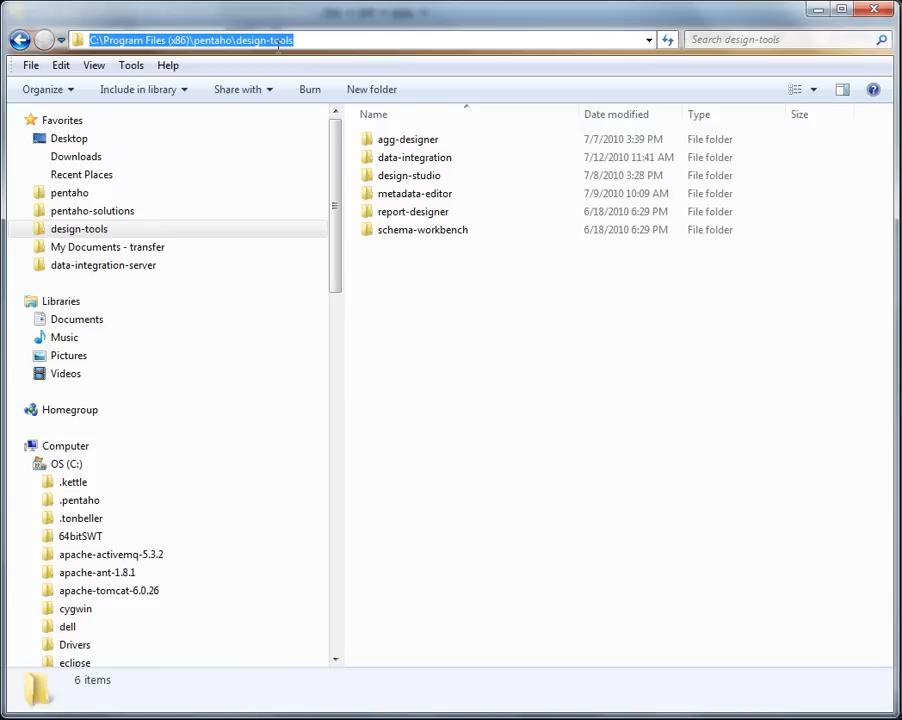 C:\Program Files (x86)\pentaho\design-tools
Search design-tools
File Edit View Tools Help
Organize Include in library Share with Burn New folder
Favorites
Desktop
Downloads
Recent Places
pentaho
pentaho-solutions
design-tools
My Documents - transfer
data-integration-server
Libraries
Documents
Music
Pictures
Videos
Homegroup
Computer
OS (C:)
.kettle
.pentaho
.tonbeller
64bitSWT
apache-activemq-5.3.2
apache-ant-1.8.1
apache-tomcat-6.0.26
cygwin
dell
Drivers
eclipse
Name Date modified Type Size
agg-designer 7/7/2010 3:39 PM File folder
data-integration 7/12/2010 11:41 AM File folder
design-studio 7/8/2010 3:28 PM File folder
metadata-editor 7/9/2010 10:09 AM File folder
report-designer 6/18/2010 6:29 PM File folder
schema-workbench 6/18/2010 6:29 PM File folder
6 items